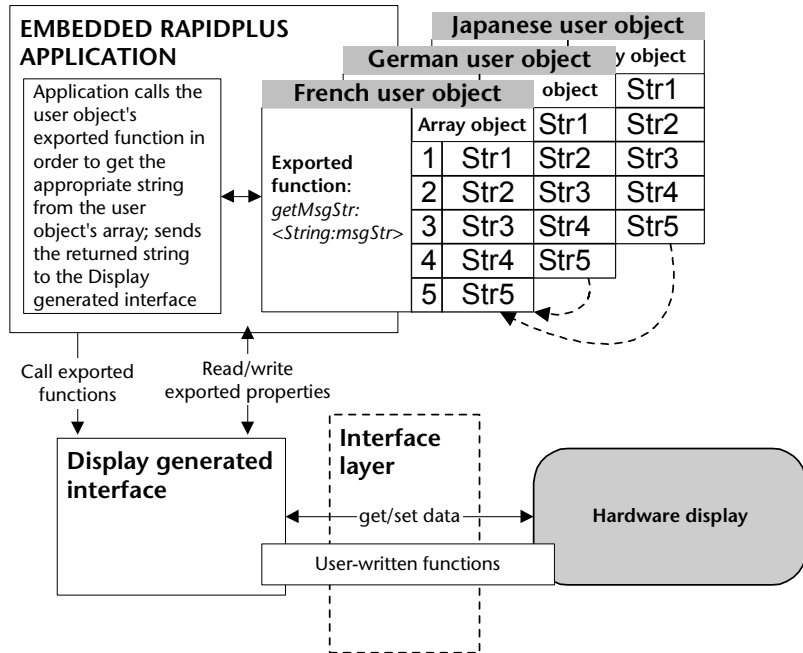 EMBEDDED RAPIDPLUS
APPLICATION
Application calls the
user object's
exported function in
order to get the
appropriate string
from the user
object's array; sends
the returned string
to the Display
generated interface
Japanese user object
German user object
French user object
y object
object
Array object
Exported
function:
getMsgStr:
<String:msgStr>
1 Str1
2 Str2
3 Str3
4 Str4
5 Str5
Str1
Str2
Str3
Str4
Str5
Str1
Str2
Str3
Str4
Str5
Call exported
functions
Read/write
exported properties
Display generated
interface
Interface
layer
get/set data
User-written functions
Hardware display